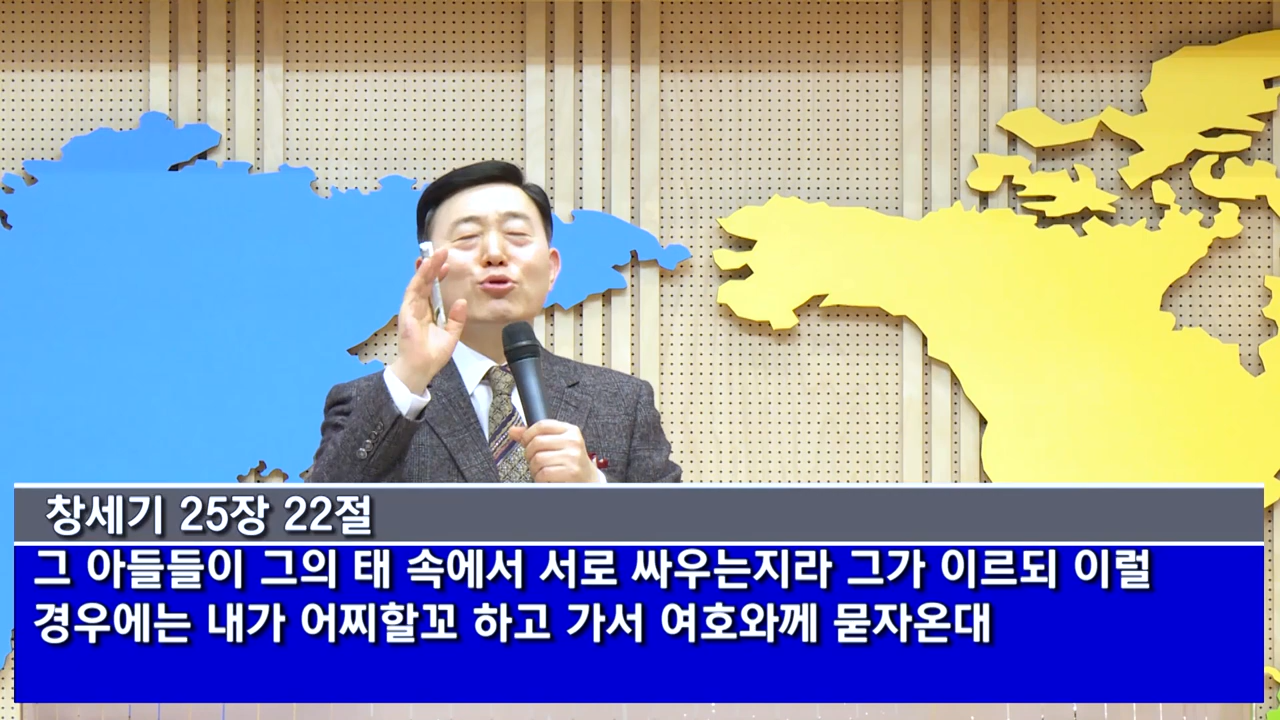 창세기 25장 22절
그 아들들이 그의 태 속에서 서로 싸우는지라 그가 이르되 이럴
경우에는 내가 어찌할꼬 하고 가서 여호와께 묻자온대